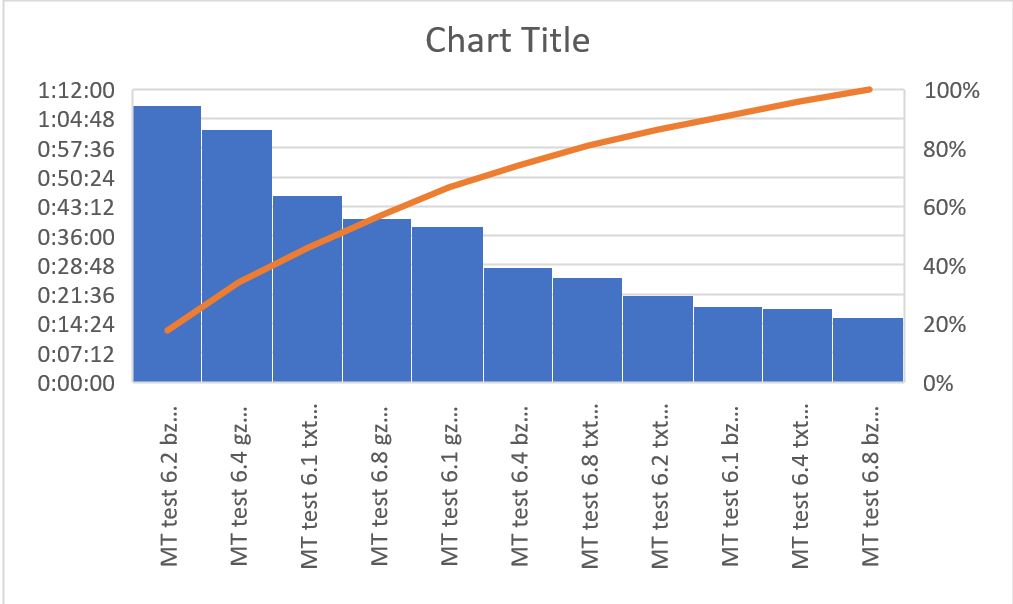 Chart Title
1:12:00
1:04:48
0:57:36
0:50:24
0:43:12
0:36:00
0:28:48
0:21:36
0:14:24
0:07:12
0:00:00
100%
80%
60%
40%
20%
0%
MT test 6.2 bz...
MT test 6.4 gz...
MT test 6.1 txt...
MT test 6.8 gz...
MT test 6.1 gz...
MT test 6.4 bz...
MT test 6.8 txt...
MT test 6.2 txt...
MT test 6.1 bz...
MT test 6.4 txt...
MT test 6.8 bz...